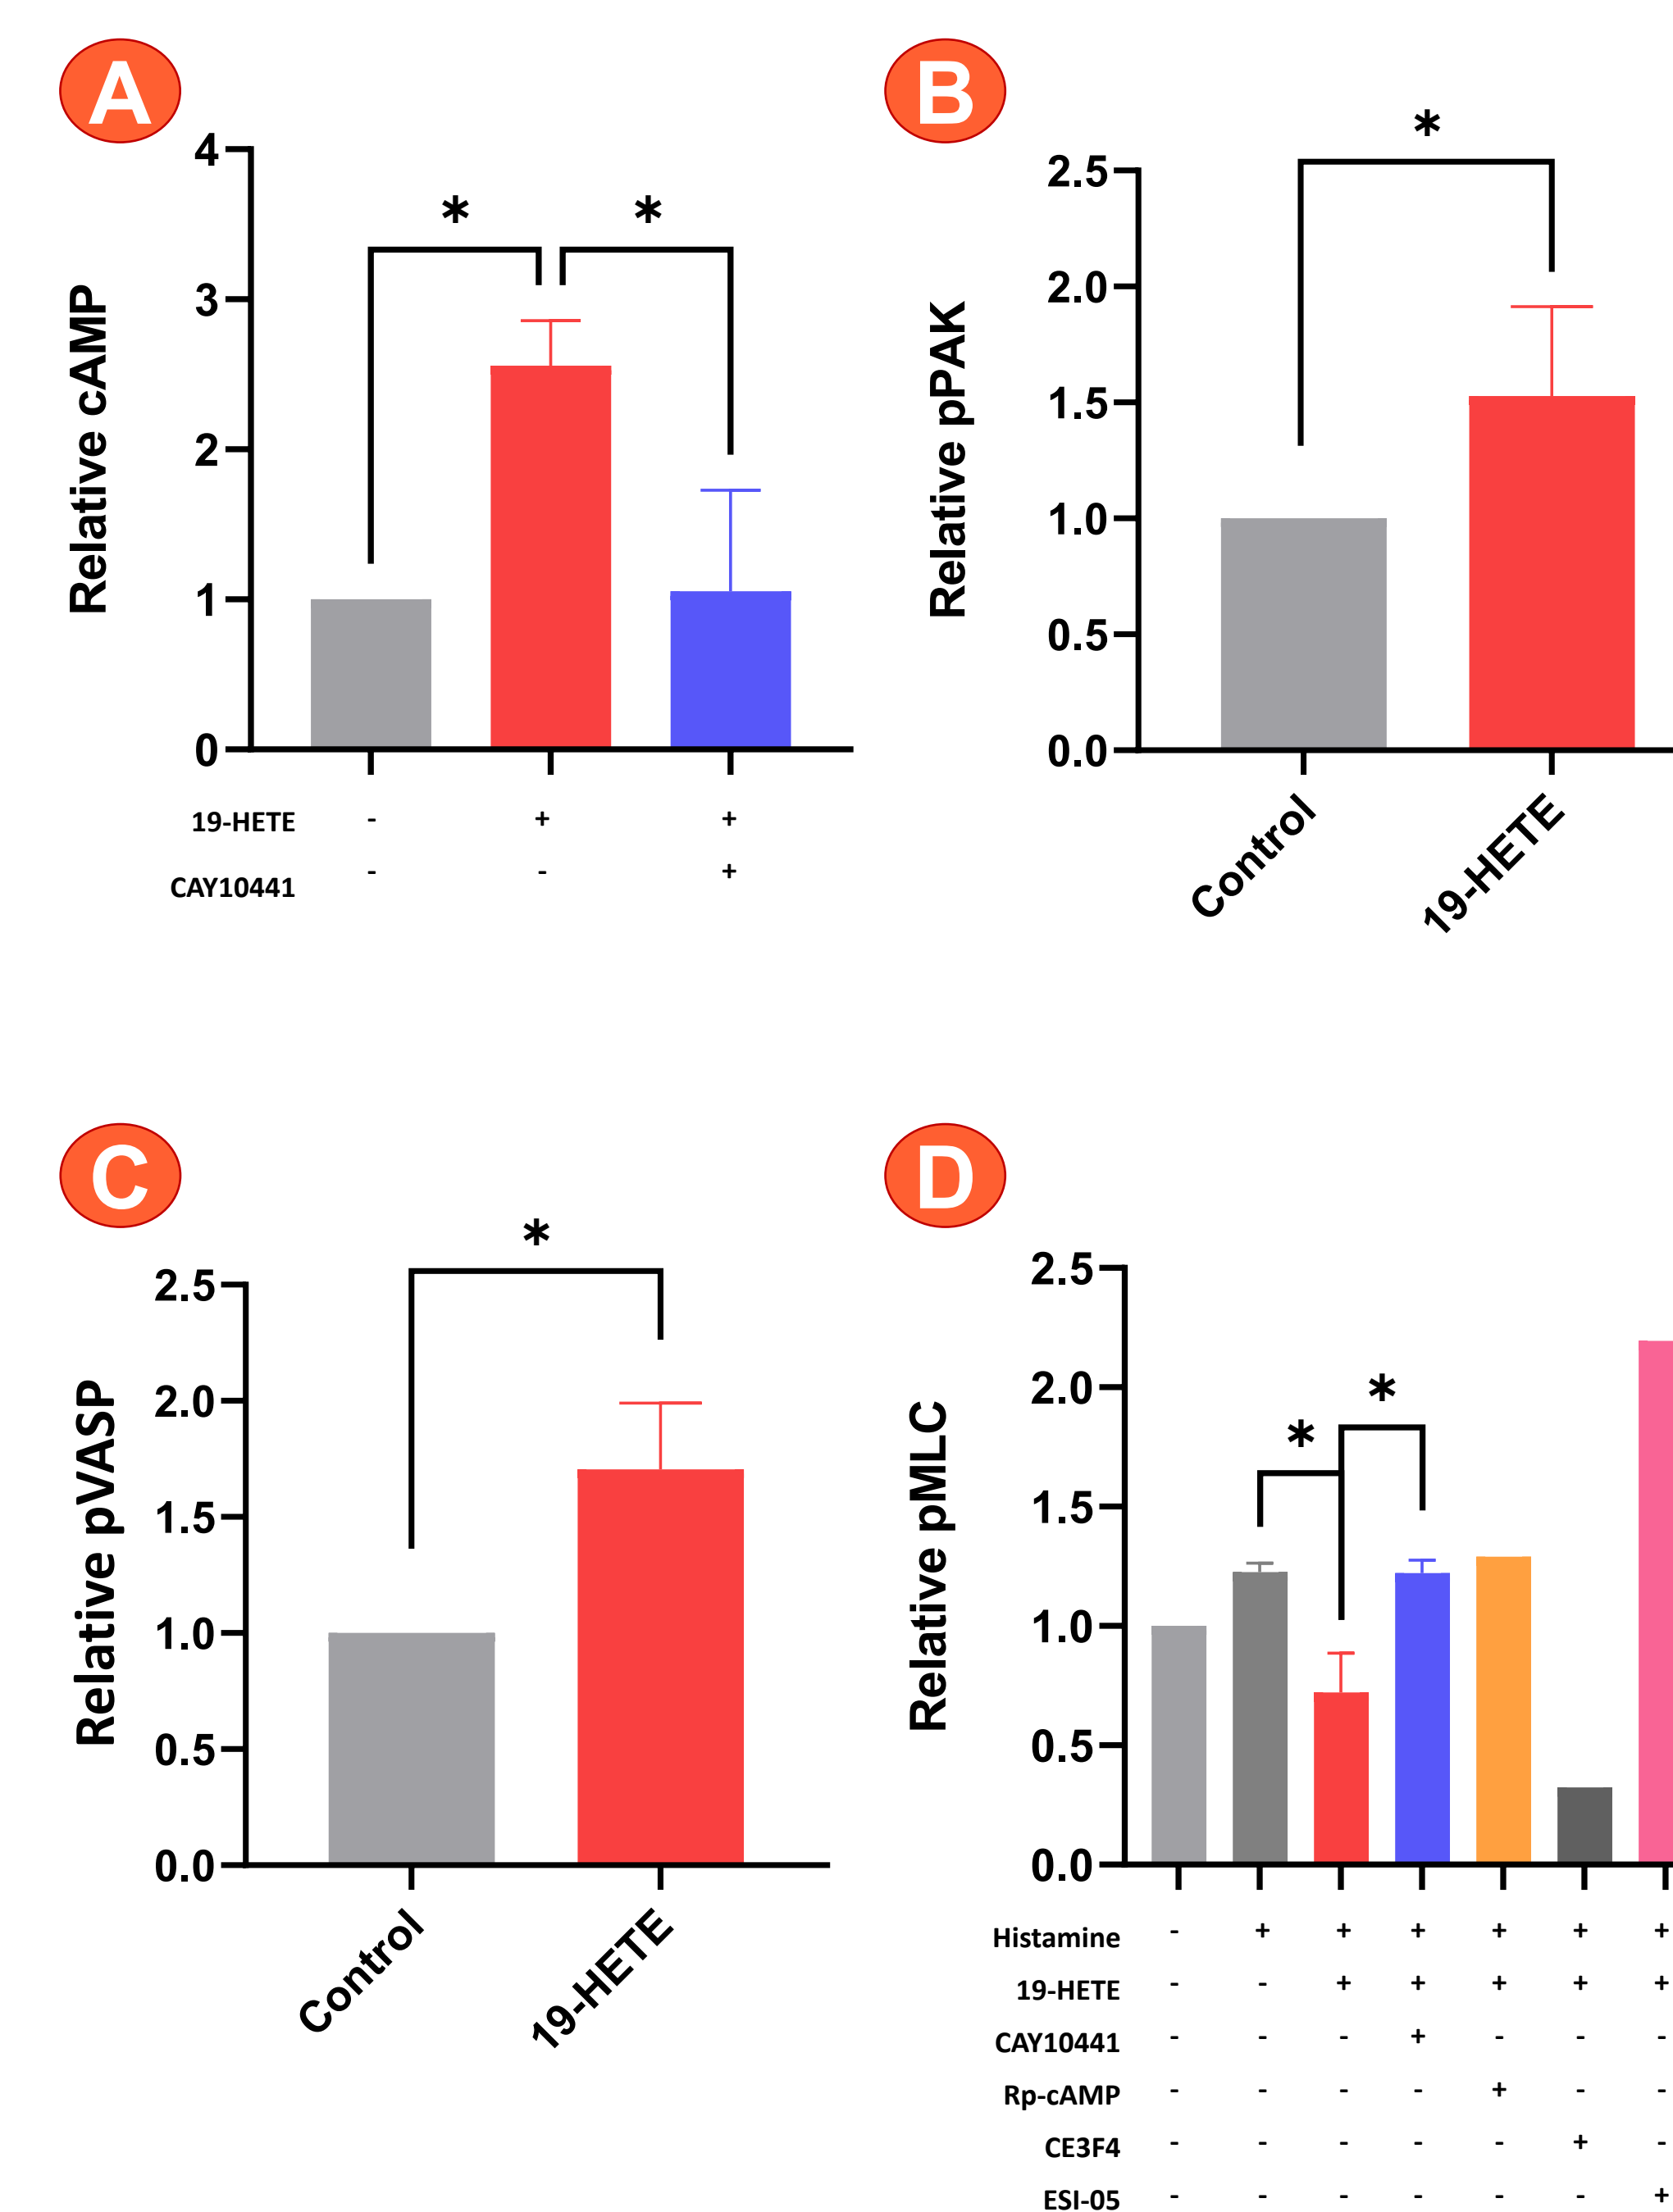 A
4
3
2
1
0
Relative cAMP
*
*
19-HETE - + +
CAY10441 - - +
B
2.5
2.0
1.5
1.0
0.5
0.0
Relative pPAK
*
Control
19-HETE
C
2.5
2.0
1.5
1.0
0.5
0.0
Relative pVASP
*
Control
19-HETE
D
2.5
2.0
1.5
1.0
0.5
0.0
Relative pMLC
*
*
Histamine - + + + + + +
19-HETE - - + + + + +
CAY10441 - - - + - - -
Rp-cAMP - - - - + - -
CE3F4 - - - - - + -
ESI-05 - - - - - - +